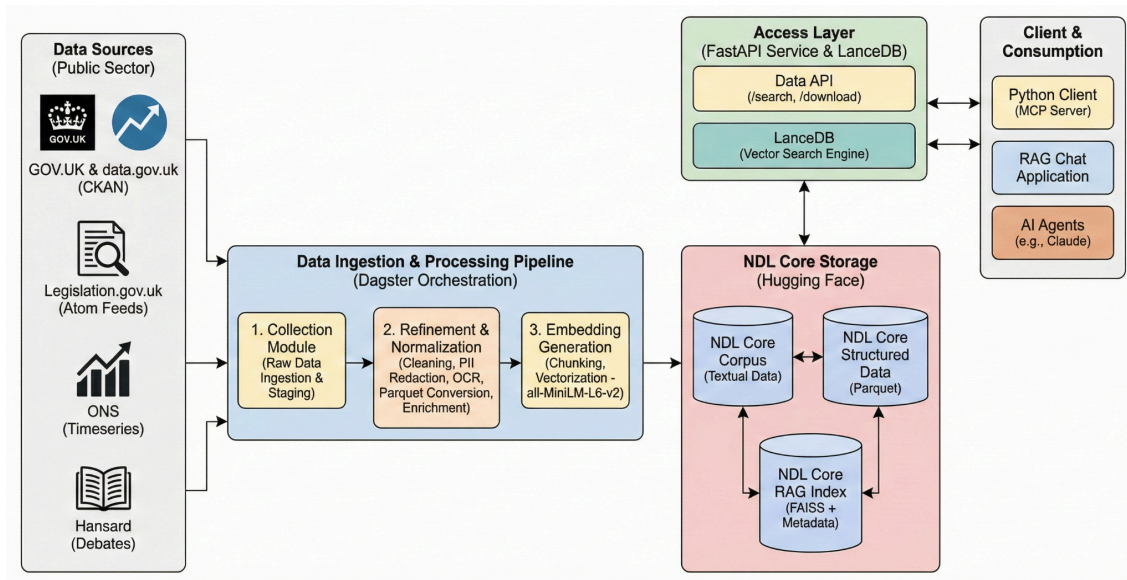 Data Sources
(Public Sector)
GOV.UK
GOV.UK & data.gov.uk
(CKAN)
Legislation.gov.uk
(Atom Feeds)
ONS
(Timeseries)
Hansard
(Debates)
Data Ingestion & Processing Pipeline
(Dagster Orchestration)
1. Collection
Module
(Raw Data
Ingestion &
Staging)
2. Refinement &
Normalization
(Cleaning, PII
Redaction, OCR,
Parquet Conversion,
Enrichment)
3. Embedding
Generation
(Chunking,
Vectorization -
all-MiniLM-L6-v2)
Access Layer
(FastAPI Service & LanceDB)
Data API
(/search, /download)
LanceDB
(Vector Search Engine)
NDL Core Storage
(Hugging Face)
NDL Core
Corpus
(Textual Data)
NDL Core
Structured
Data
(Parquet)
NDL Core
RAG Index
(FAISS +
Metadata)
Client &
Consumption
Python Client
(MCP Server)
RAG Chat
Application
AI Agents
(e.g., Claude)